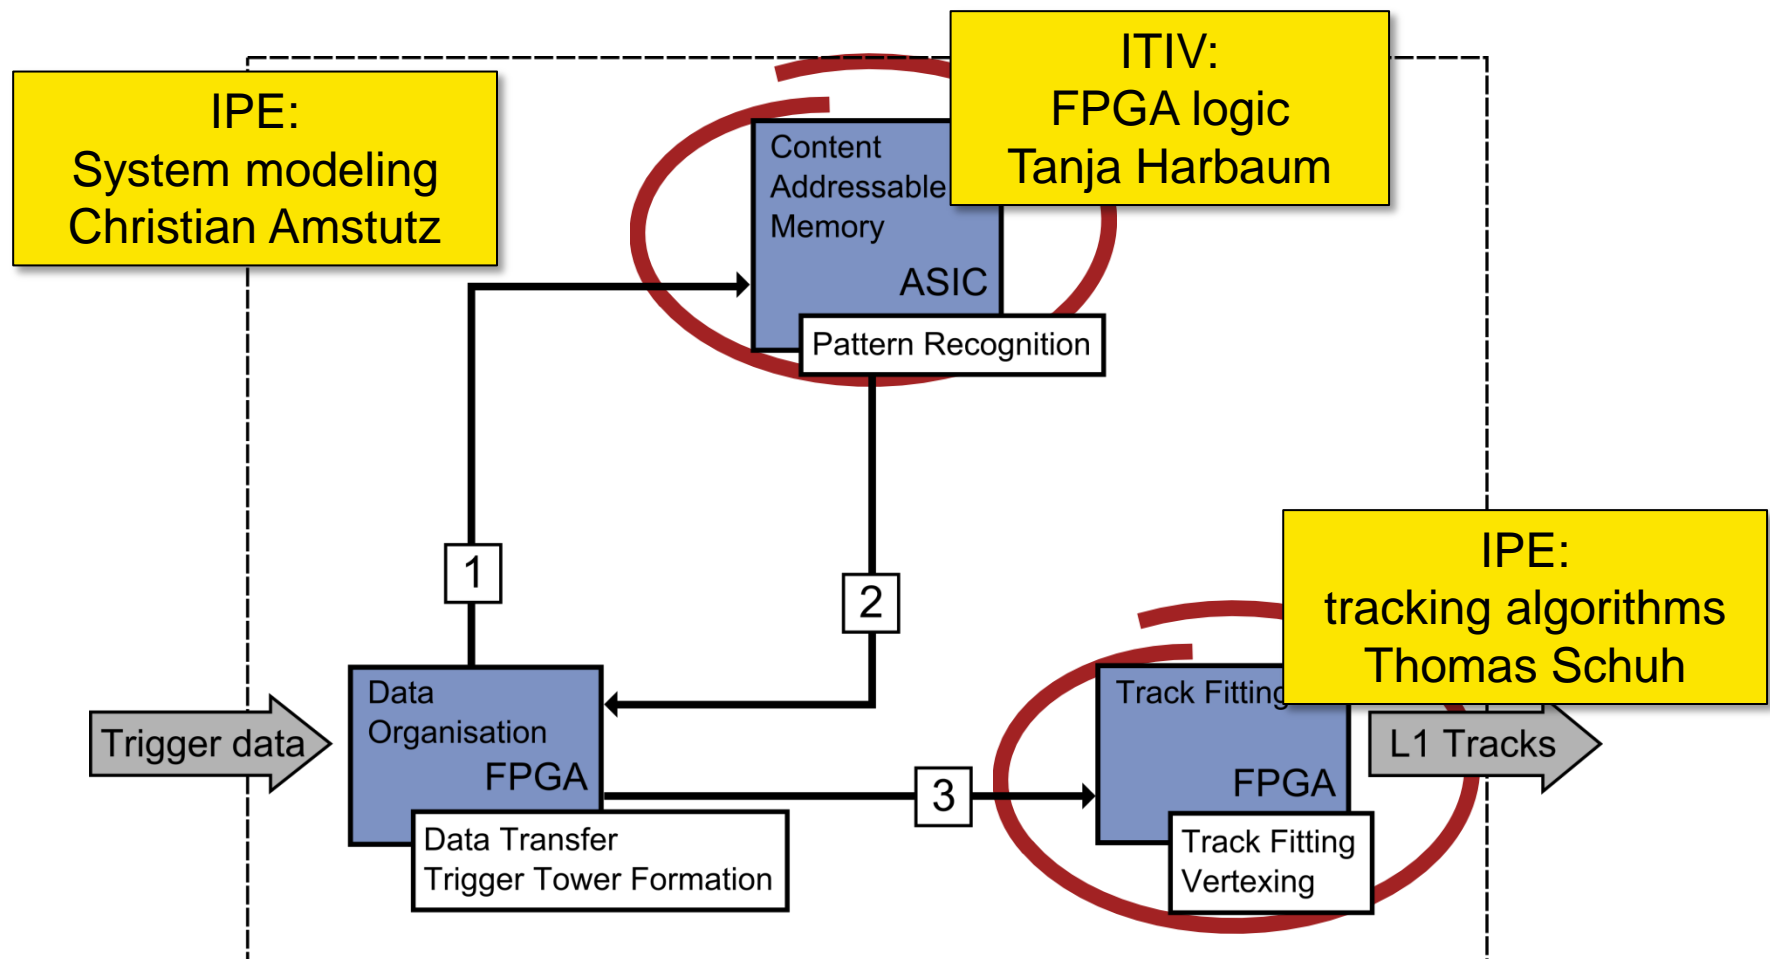 IPE:
System modeling
Christian Amstutz
ITIV:
FPGA logic
Tanja Harbaum
Content
Addressable
Memory
ASIC
Pattern Recognition
1
2
IPE:
tracking algorithms
Thomas Schuh
Trigger data
Data
Organisation
FPGA
Data Transfer
Trigger Tower Formation
3
Track Fitting
FPGA
Track Fitting
Vertexing
L1 Tracks